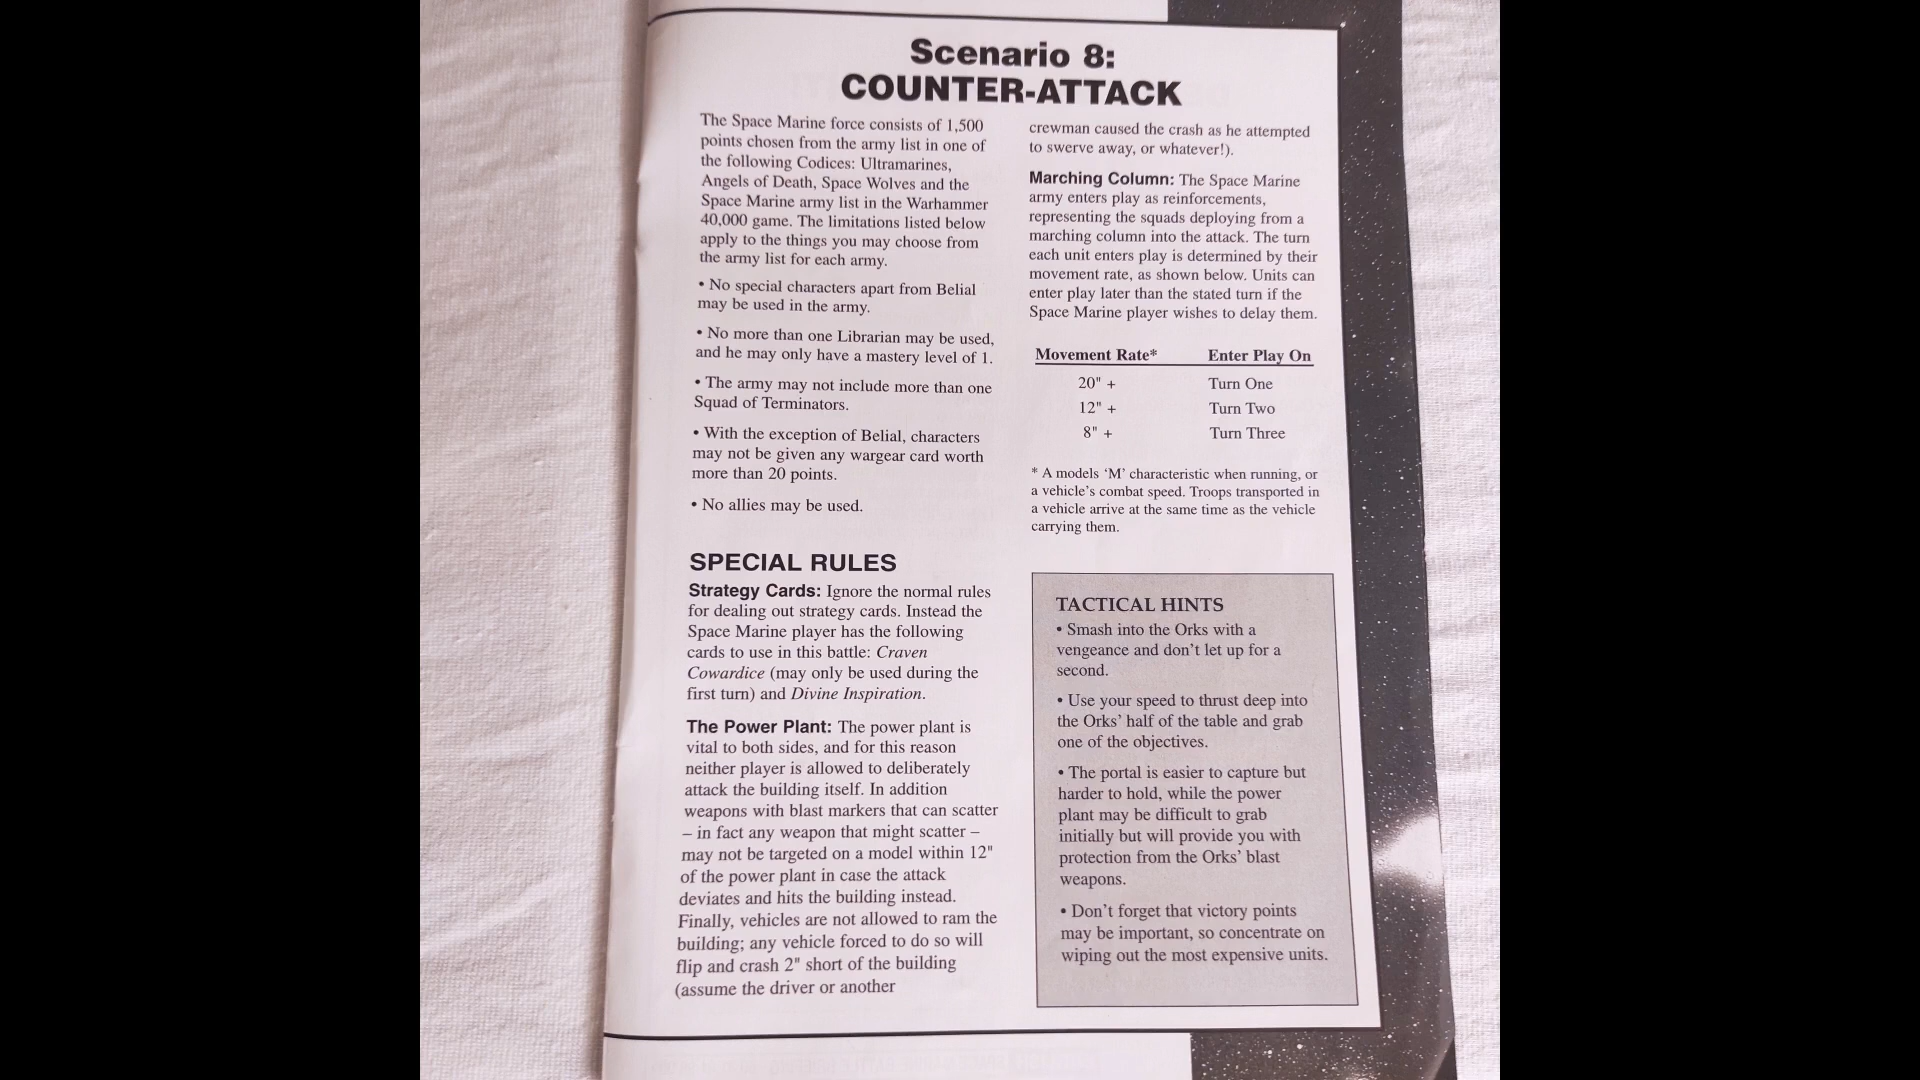 Scenario 8:
COUNTER-ATTACK
The Space Marine force consists of 1,500
points chosen from the army list in one of
the following Codices: Ultramarines,
Angels of Death, Space Wolves and the
Space Marine army list in the Warhammer
40,000 game. The limitations listed below
apply to the things you may choose from
the army list for each army.
• No special characters apart from Belial
may be used in the army.
• No more than one Librarian may be used,
and he may only have a mastery level of 1.
• The army may not include more than one
Squad of Terminators.
• With the exception of Belial, characters
may not be given any wargear card worth
more than 20 points.
• No allies may be used.
SPECIAL RULES
Strategy Cards: Ignore the normal rules
for dealing out strategy cards. Instead the
Space Marine player has the following
cards to use in this battle: Craven
Cowardice (may only be used during the
first turn) and Divine Inspiration.
The Power Plant: The power plant is
vital to both sides, and for this reason
neither player is allowed to deliberately
attack the building itself. In addition
weapons with blast markers that can scatter
– in fact any weapon that might scatter –
may not be targeted on a model within 12"
of the power plant in case the attack
deviates and hits the building instead.
Finally, vehicles are not allowed to ram the
building; any vehicle forced to do so will
flip and crash 2" short of the building
(assume the driver or another
crewman caused the crash as he attempted
to swerve away, or whatever!).
Marching Column: The Space Marine
army enters play as reinforcements,
representing the squads deploying from a
marching column into the attack. The turn
each unit enters play is determined by their
movement rate, as shown below. Units can
enter play later than the stated turn if the
Space Marine player wishes to delay them.
Movement Rate* Enter Play On
20" + Turn One
12" + Turn Two
8" + Turn Three
* A models ‘M’ characteristic when running, or
a vehicle’s combat speed. Troops transported in
a vehicle arrive at the same time as the vehicle
carrying them.
TACTICAL HINTS
• Smash into the Orks with a
vengeance and don’t let up for a
second.
• Use your speed to thrust deep into
the Orks’ half of the table and grab
one of the objectives.
• The portal is easier to capture but
harder to hold, while the power
plant may be difficult to grab
initially but will provide you with
protection from the Orks’ blast
weapons.
• Don’t forget that victory points
may be important, so concentrate on
wiping out the most expensive units.